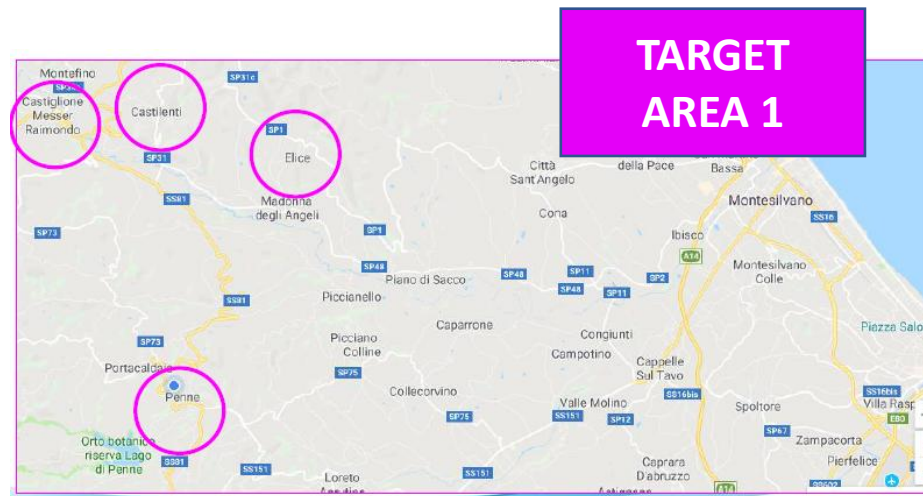 TARGET
AREA 1
Montefino
SP31c
Castiglione
Messer
Raimondo
Castilenti
SP1
SP31
Elice
Città
Sant'Angelo
della Pace
Bassa
SS81
Madonna
degli Angeli
Montesilvano
Cona
SS16
SP73
SP1
Ibisco
A14
SP48
Piano di Sacco
SP48
SP11
SP48
SP11
SP2
Montesilvano
Colle
SS81
Piccianello
Caparrone
Congiunti
Piazza Salo
SP73
Picciano
Colline
Campotino
Portacaldaio
SP75
Cappelle
Sul Tavo
Penne
Collecorvino
SS16bis
SS16bis
Valle Molino
Spoltore
Villa Rasp
SP75
SS151
SP12
E80
SP67
Zampacorta
Orto botanico
riserva Lago
di Penne
SS81
SS151
Loreto
SS151
Caprara
D'abruzzo
Pierfelice
A14
SS602